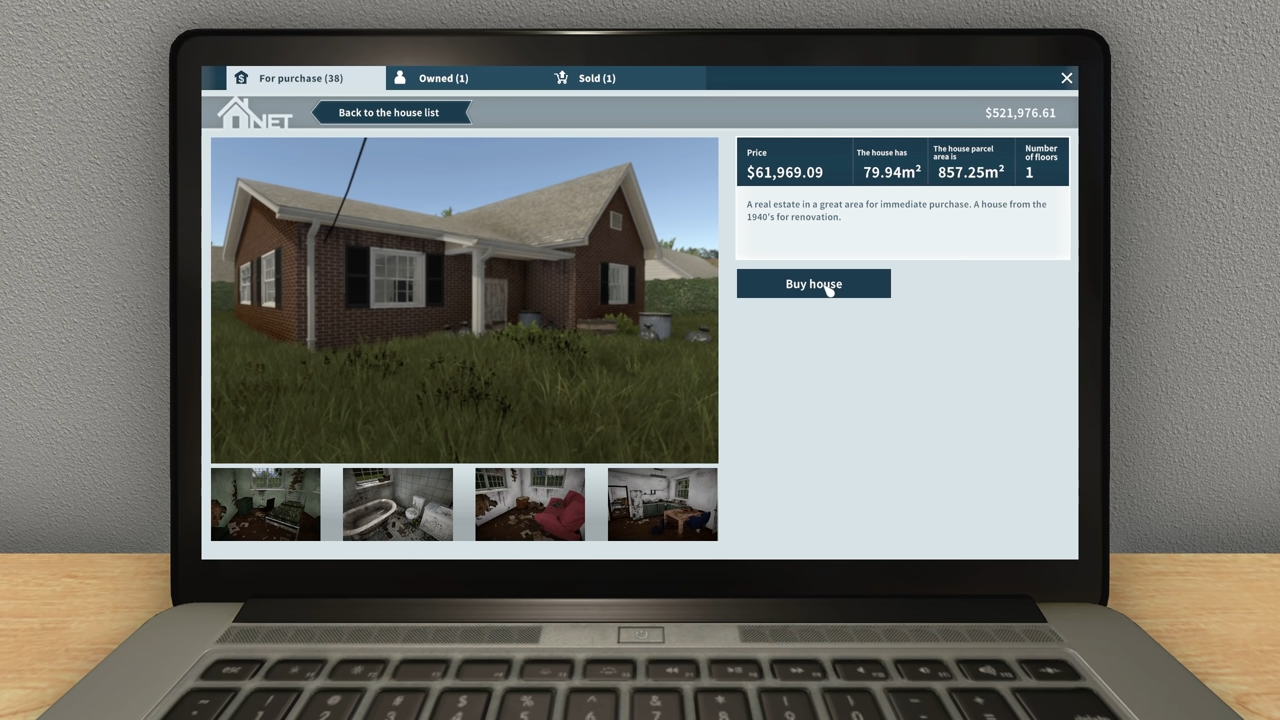 For purchase (38)
Owned (1)
Sold (1)
NET
Back to the house list
$521,976.61
Price
$61,969.09
The house has
79.94m²
The house parcel
area is
857.25m²
Number
of floors
1
A real estate in a great area for immediate purchase. A house from the
1940's for renovation.
Buy house
esc